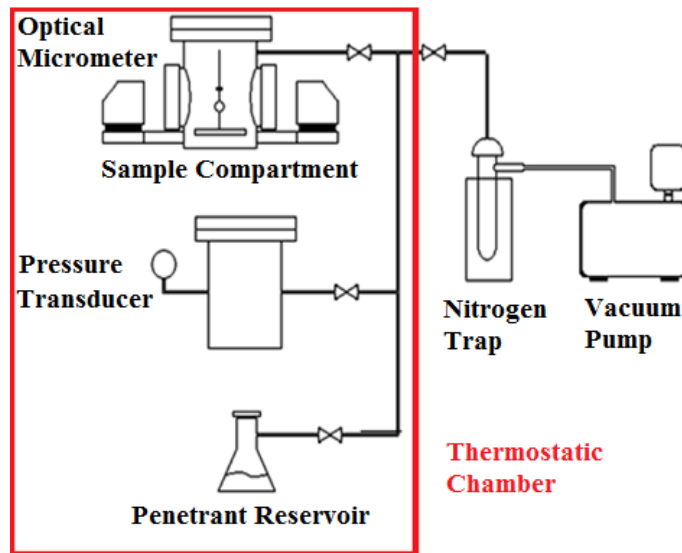 Optical
Micrometer
Sample Compartment
Pressure
Transducer
Nitrogen
Trap
Vacuum
Pump
Thermostatic
Chamber
Penetrant Reservoir